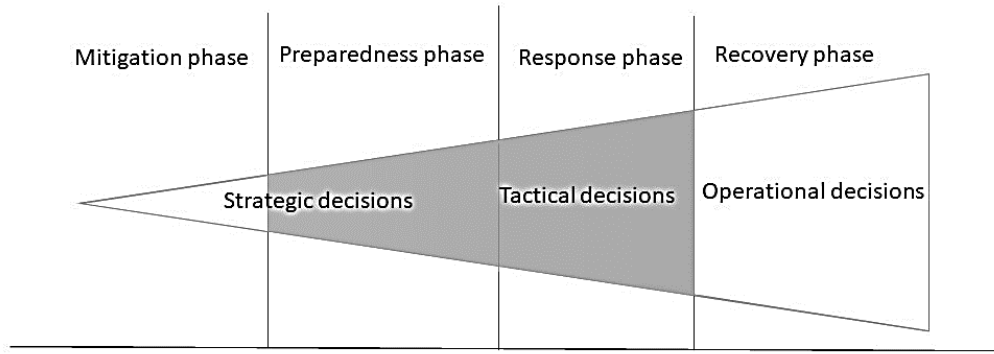 Mitigation phase
Preparedness phase
Response phase
Recovery phase
Strategic decisions
Tactical decisions
Operational decisions